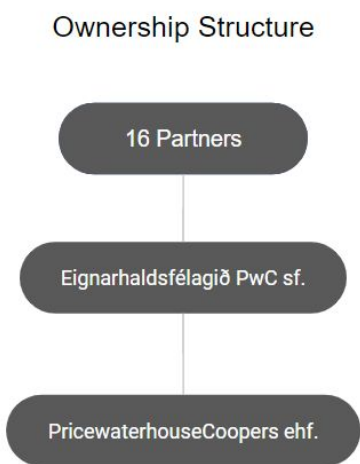 Ownership Structure
16 Partners
Eignarhaldsfélagið PwC sf.
PricewaterhouseCoopers ehf.